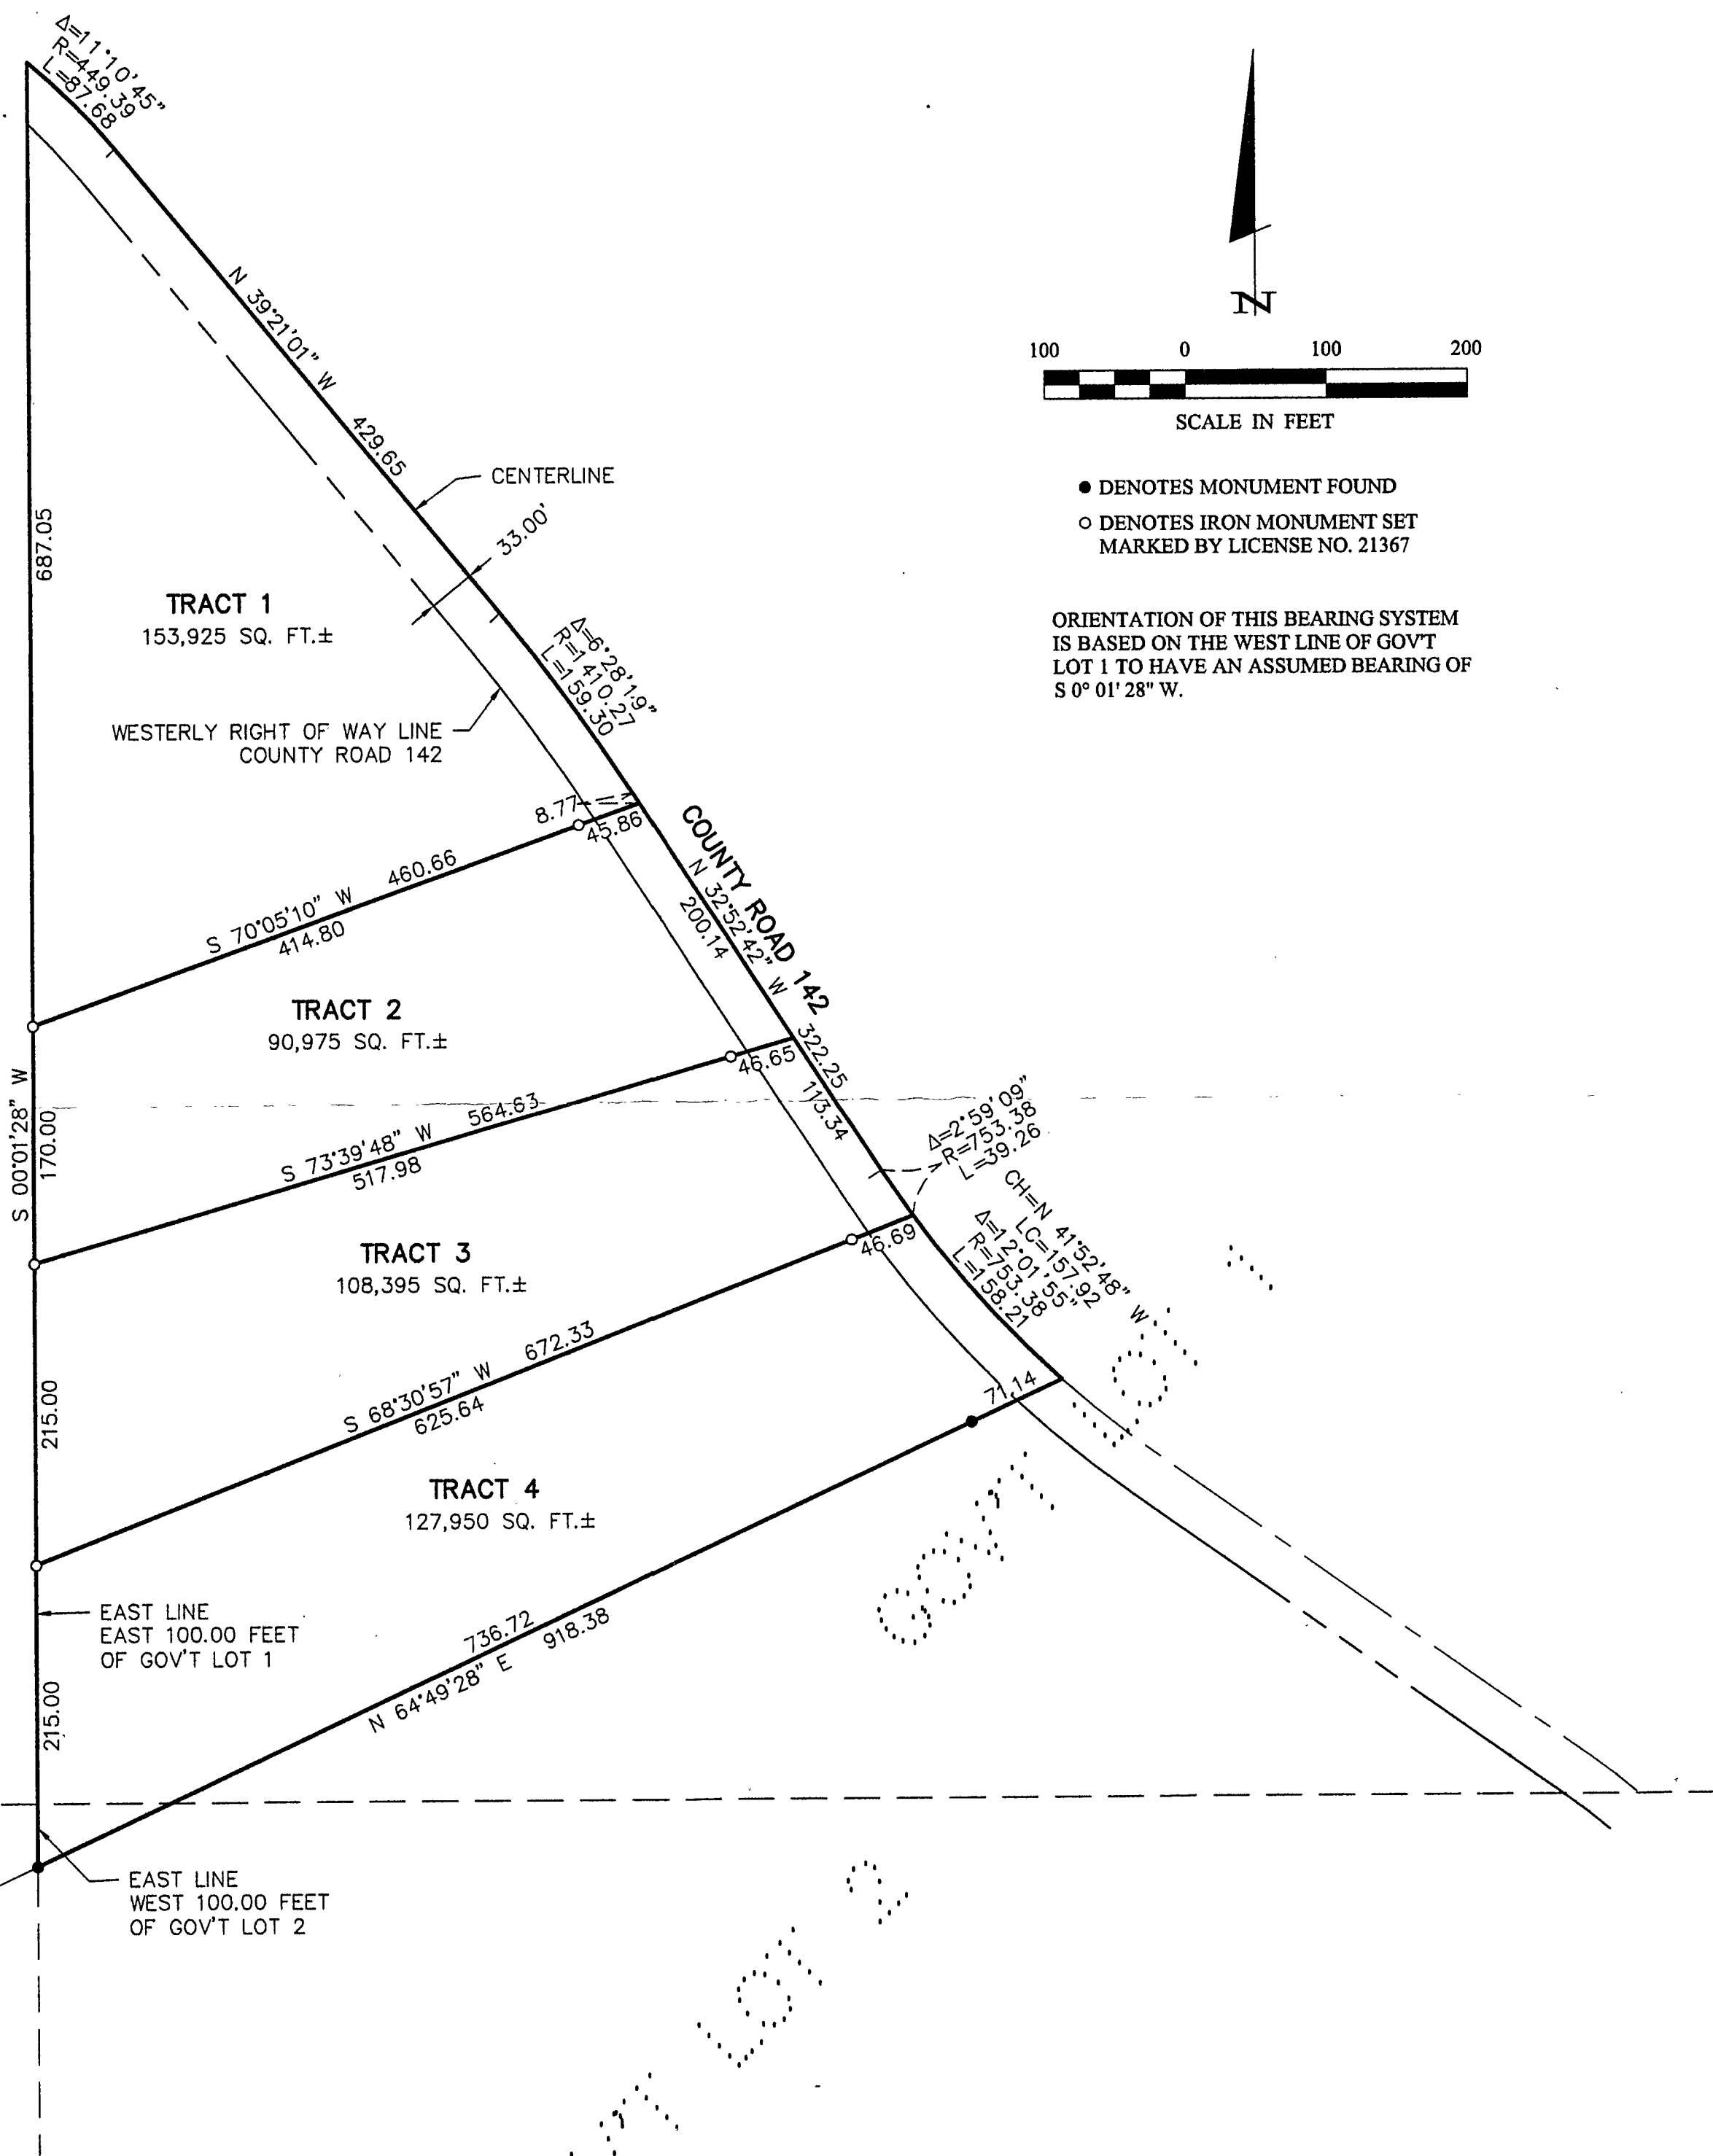 Δ=11°10'45"
R=449.39
L=87.68
N 39°21'01" W
429.65
CENTERLINE
33.00'
687.05
TRACT 1
153,925 SQ. FT.±
Δ=6°28'19"
R=1410.27
L=159.30
WESTERLY RIGHT OF WAY LINE
COUNTY ROAD 142
8.77
45.86
COUNTY ROAD 142
N 32°52'42" W
322.25
200.14
S 70°05'10" W
460.66
414.80
TRACT 2
90,975 SQ. FT.±
46.65
113.34
S 00°01'28" W
170.00
S 73°39'48" W
564.63
517.98
Δ=2°59'09"
R=753.38
L=39.26
CH=N 41°52'48" W
LC=157.92
Δ=12°01'55"
R=753.38
L=158.21
46.69
TRACT 3
108,395 SQ. FT.±
71.14
215.00
S 68°30'57" W
672.33
625.64
TRACT 4
127,950 SQ. FT.±
EAST LINE
EAST 100.00 FEET
OF GOV'T LOT 1
215.00
736.72
N 64°49'28" E
918.38
EAST LINE
WEST 100.00 FEET
OF GOV'T LOT 2
GOV'T LOT 1
LOT 2
N
100 0 100 200
SCALE IN FEET
DENOTES MONUMENT FOUND
DENOTES IRON MONUMENT SET
MARKED BY LICENSE NO. 21367
ORIENTATION OF THIS BEARING SYSTEM
IS BASED ON THE WEST LINE OF GOV'T
LOT 1 TO HAVE AN ASSUMED BEARING OF
S 0° 01' 28" W.